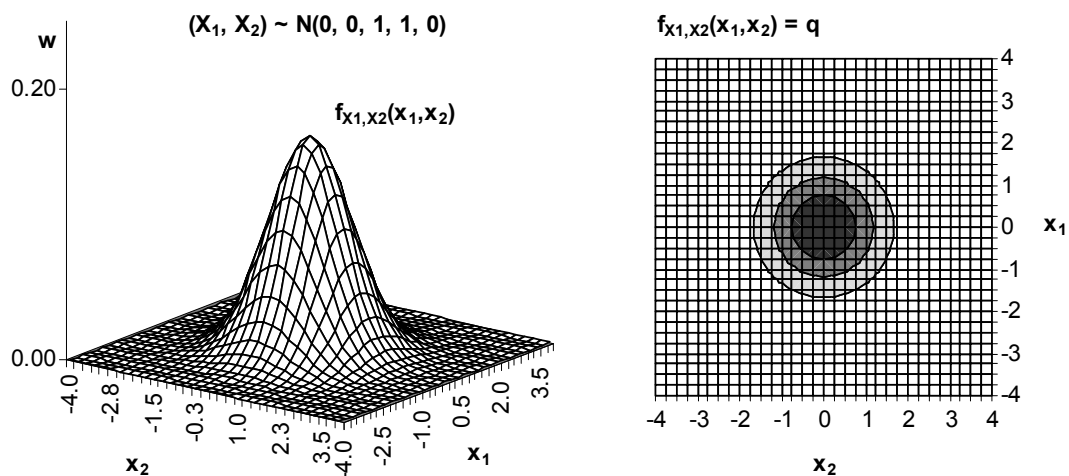 (X₁, X₂) ~ N(0, 0, 1, 1, 0)
w
0.20
f_X1,X2(x₁,x₂)
0.00
-4.0 -2.8 -1.5 -0.3 1.0 2.3 3.5
x₂
-4.0 -2.5 -1.0 0.5 2.0 3.5
x₁
f_X1,X2(x₁,x₂) = q
4
3
2
1
0
-1
-2
-3
-4
x₁
-4 -3 -2 -1 0 1 2 3 4
x₂